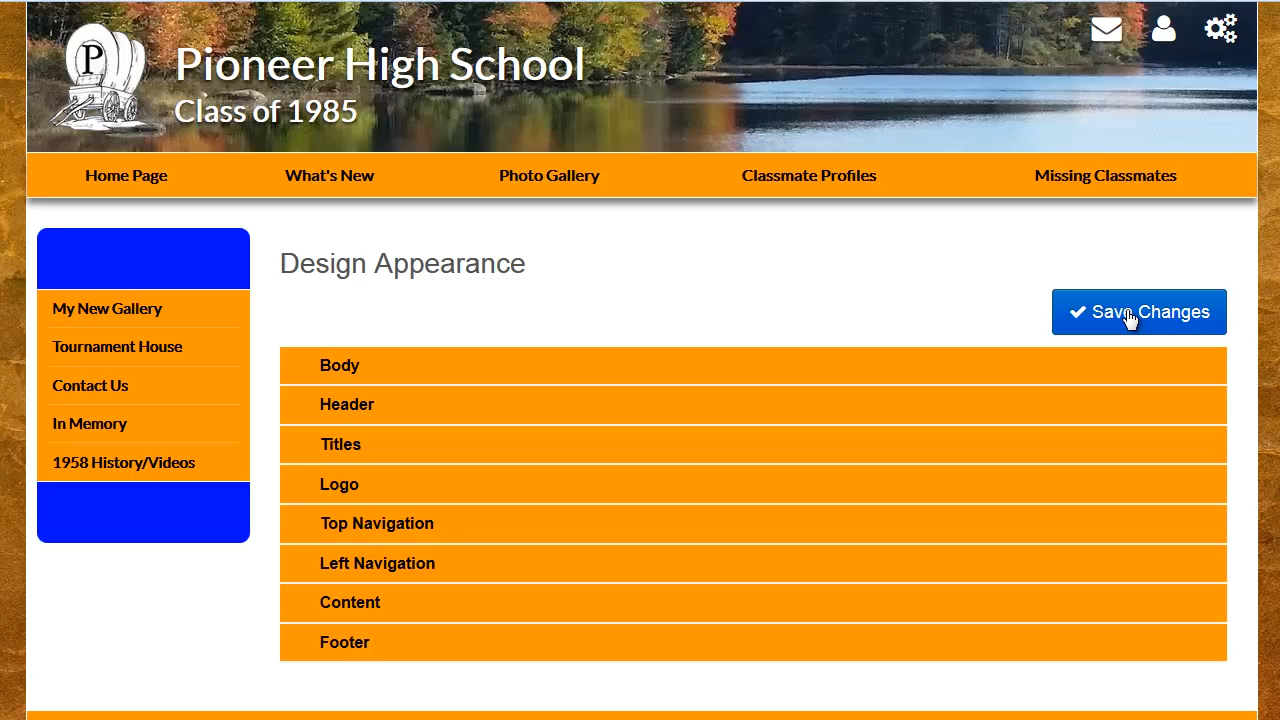 P
Pioneer High School
Class of 1985
Home Page
What's New
Photo Gallery
Classmate Profiles
Missing Classmates
My New Gallery
Tournament House
Contact Us
In Memory
1958 History/Videos
Design Appearance
Save Changes
Body
Header
Titles
Logo
Top Navigation
Left Navigation
Content
Footer